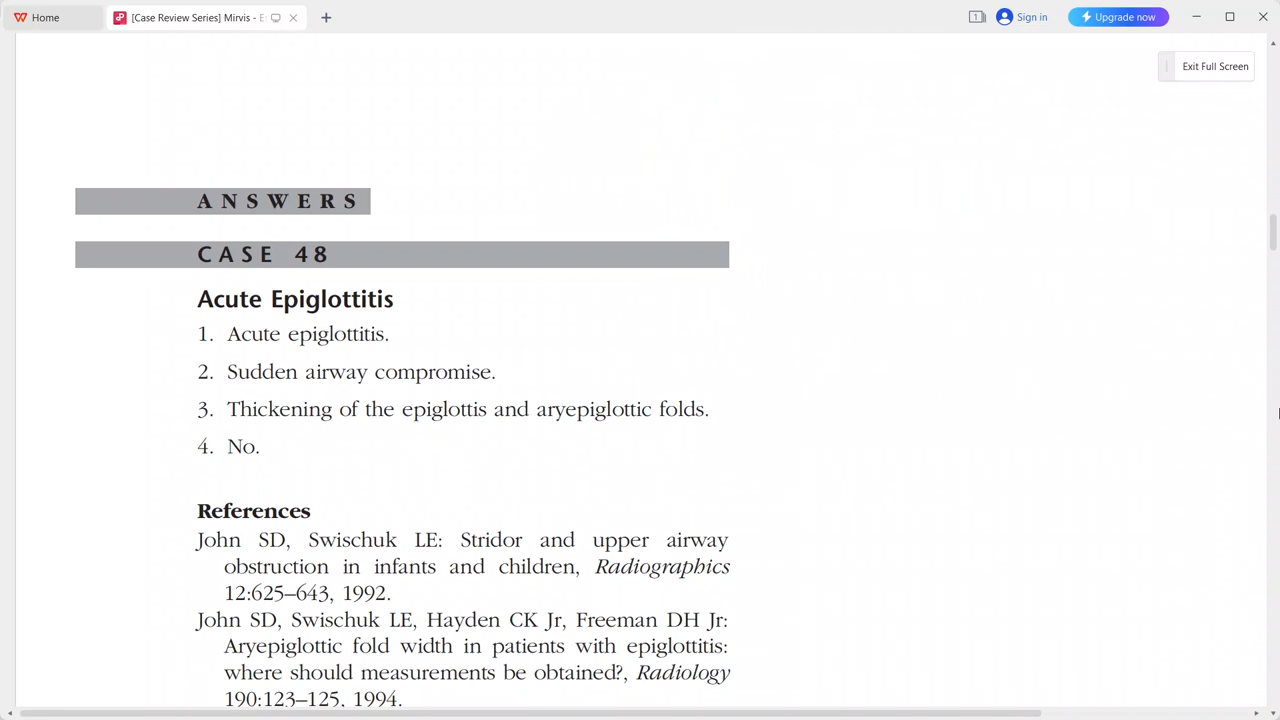 Home
[Case Review Series] Mirvis - E
1
Sign in
Upgrade now
Exit Full Screen
ANSWERS
CASE 48
Acute Epiglottitis
1. Acute epiglottitis.
2. Sudden airway compromise.
3. Thickening of the epiglottis and aryepiglottic folds.
4. No.
References
John SD, Swischuk LE: Stridor and upper airway
obstruction in infants and children, Radiographics
12:625–643, 1992.
John SD, Swischuk LE, Hayden CK Jr, Freeman DH Jr:
Aryepiglottic fold width in patients with epiglottitis:
where should measurements be obtained?, Radiology
190:123–125, 1994.